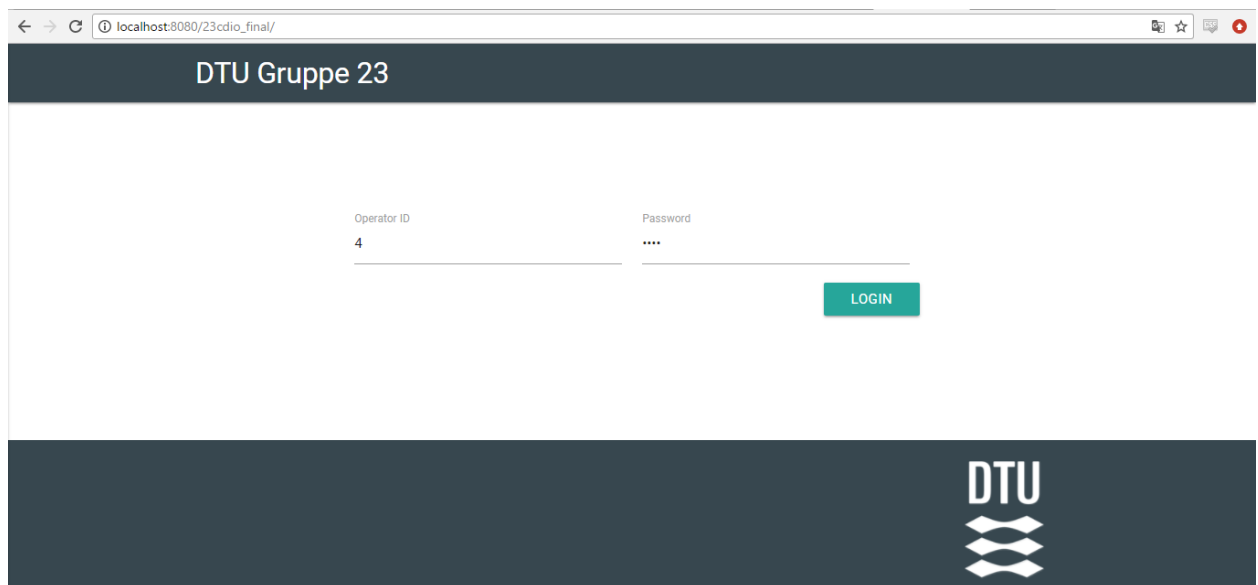 localhost:8080/23cdio_final/
DTU Gruppe 23
Operator ID
Password
4
••••
LOGIN
DTU